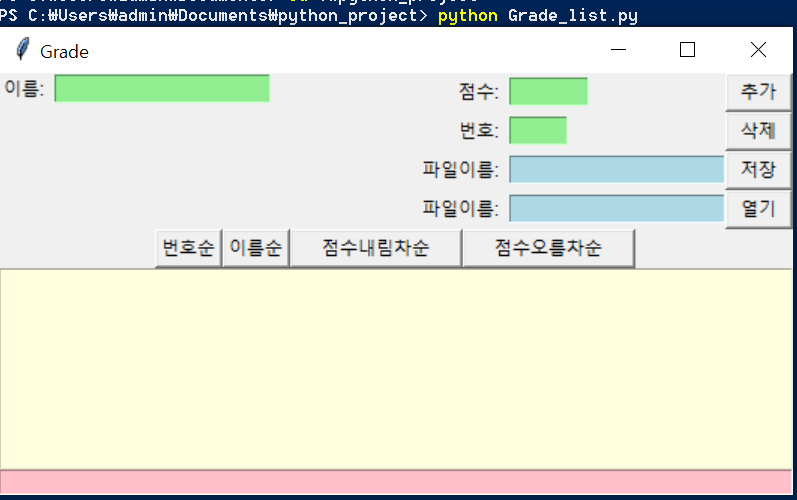 PS C:₩Users₩admin₩Documents₩python_project> python Grade_list.py
Grade
이름: 점수: 추가
번호: 삭제
파일이름: 저장
파일이름: 열기
번호순 이름순 점수내림차순 점수오름차순